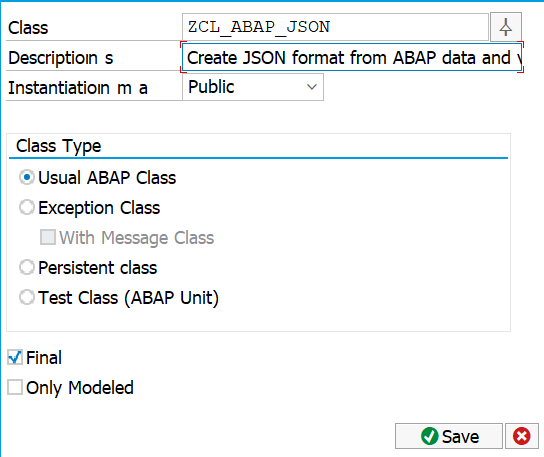 Class ZCL_ABAP_JSON
Descriptioın s Create JSON format from ABAP data and
Instantiatioın m a Public
Class Type
Usual ABAP Class
Exception Class
With Message Class
Persistent class
Test Class (ABAP Unit)
Final
Only Modeled
Save